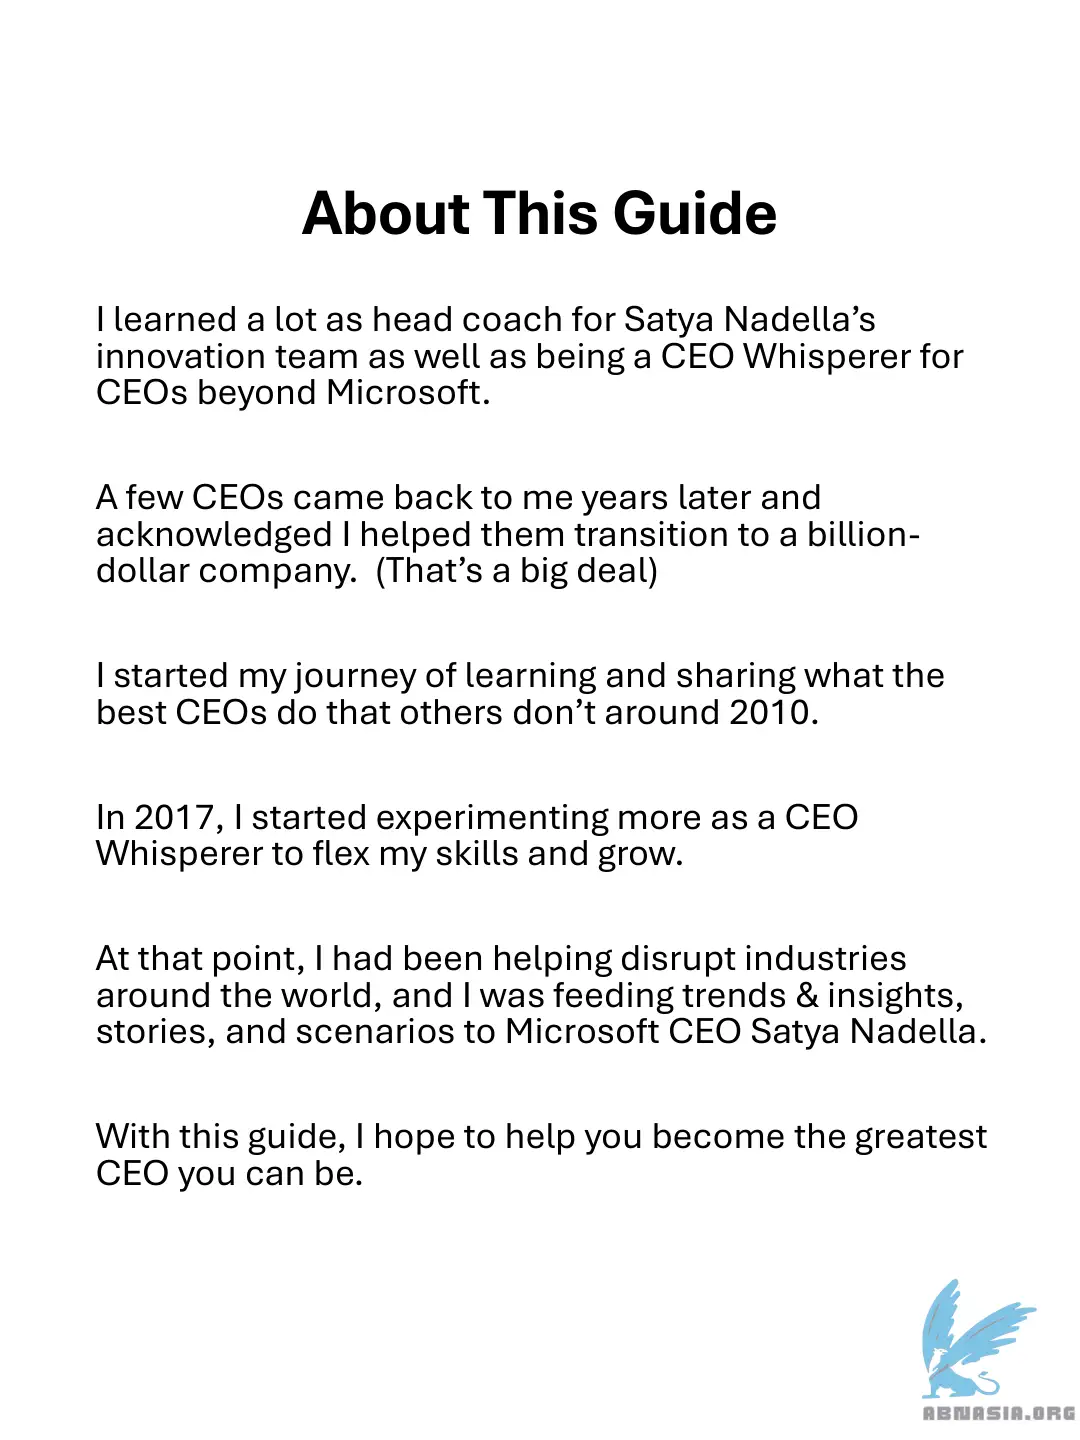 About This Guide
I learned a lot as head coach for Satya Nadella’s
innovation team as well as being a CEO Whisperer for
CEOs beyond Microsoft.
A few CEOs came back to me years later and
acknowledged I helped them transition to a billion-
dollar company.  (That’s a big deal)
I started my journey of learning and sharing what the
best CEOs do that others don’t around 2010.
In 2017, I started experimenting more as a CEO
Whisperer to flex my skills and grow.
At that point, I had been helping disrupt industries
around the world, and I was feeding trends & insights,
stories, and scenarios to Microsoft CEO Satya Nadella.
With this guide, I hope to help you become the greatest
CEO you can be.
ABNASIA.ORG